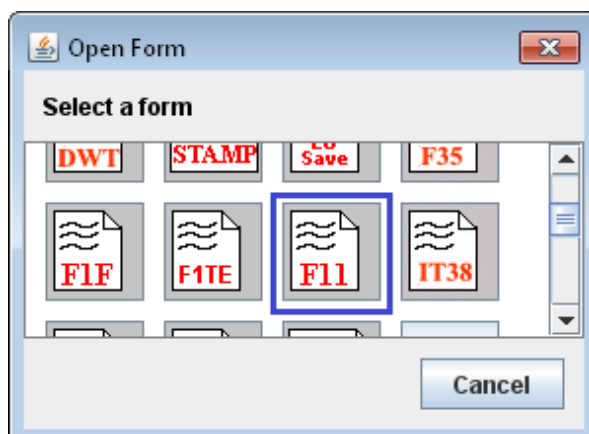 Open Form
Select a form
DWT STAMP Save F35
F1F F1TE F11 IT38
Cancel